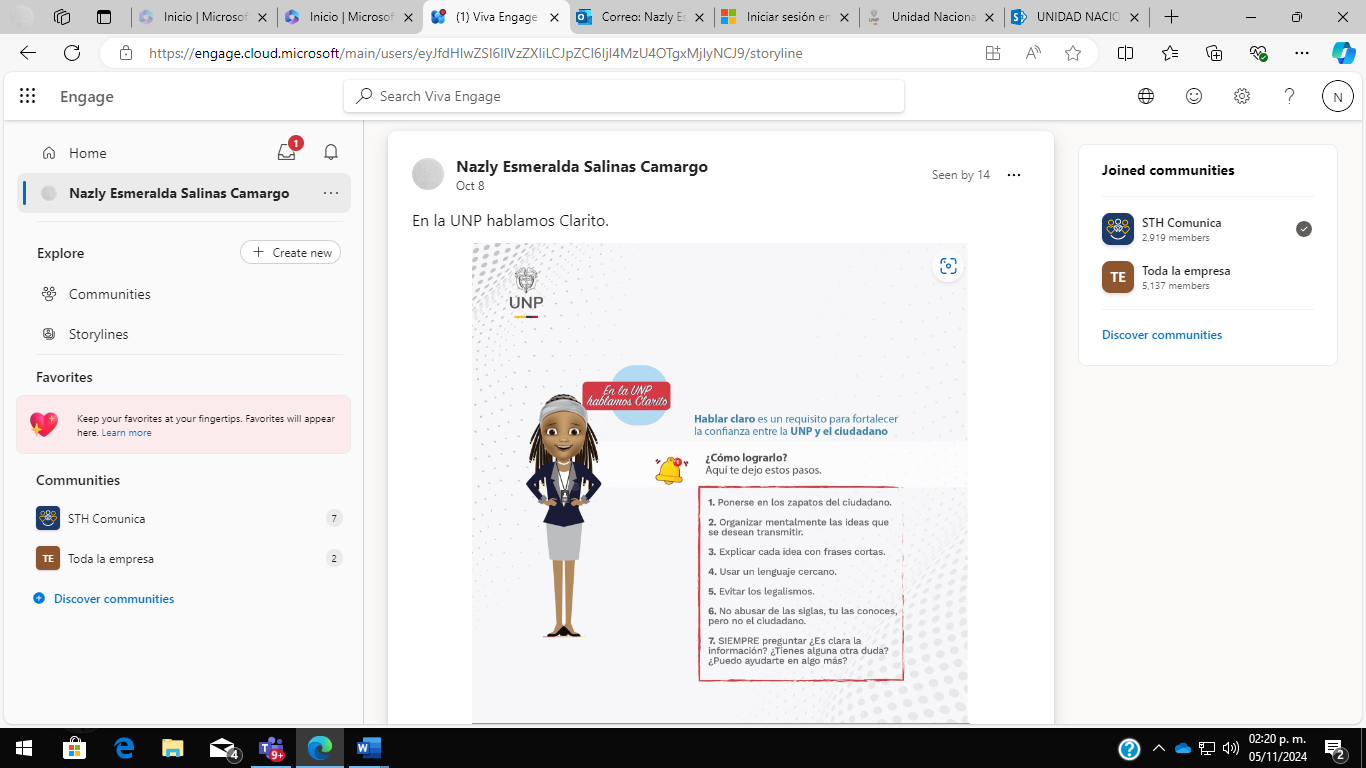 Inicio | Microsof
Inicio | Microsof
(1) Viva Engage
Correo: Nazly Es
Iniciar sesión en
Unidad Naciona
UNIDAD NACIO
https://engage.cloud.microsoft/main/users/eyJfdHlwZSI6IlVzZXIiLCJpZCI6IjI4MzU4OTgxMjIyNCJ9/storyline
Engage
Search Viva Engage
N
Home
1
Nazly Esmeralda Salinas Camargo
Explore
Create new
Communities
Storylines
Favorites
Keep your favorites at your fingertips. Favorites will appear
here. Learn more
Communities
STH Comunica
7
TE
Toda la empresa
2
Discover communities
Nazly Esmeralda Salinas Camargo
Oct 8
Seen by 14
En la UNP hablamos Clarito.
UNP
En la UNP
hablamos Clarito
Hablar claro es un requisito para fortalecer
la confianza entre la UNP y el ciudadano
¿Cómo lograrlo?
Aquí te dejo estos pasos.
1. Ponerse en los zapatos del ciudadano.
2. Organizar mentalmente las ideas que
se desean transmitir.
3. Explicar cada idea con frases cortas.
4. Usar un lenguaje cercano.
5. Evitar los legalismos.
6. No abusar de las siglas, tu las conoces,
pero no el ciudadano.
7. SIEMPRE preguntar ¿Es clara la
información? ¿Tienes alguna otra duda?
¿Puedo ayudarte en algo más?
Joined communities
STH Comunica
2,919 members
TE
Toda la empresa
5,137 members
Discover communities
4
9+
02:20 p. m.
05/11/2024
2